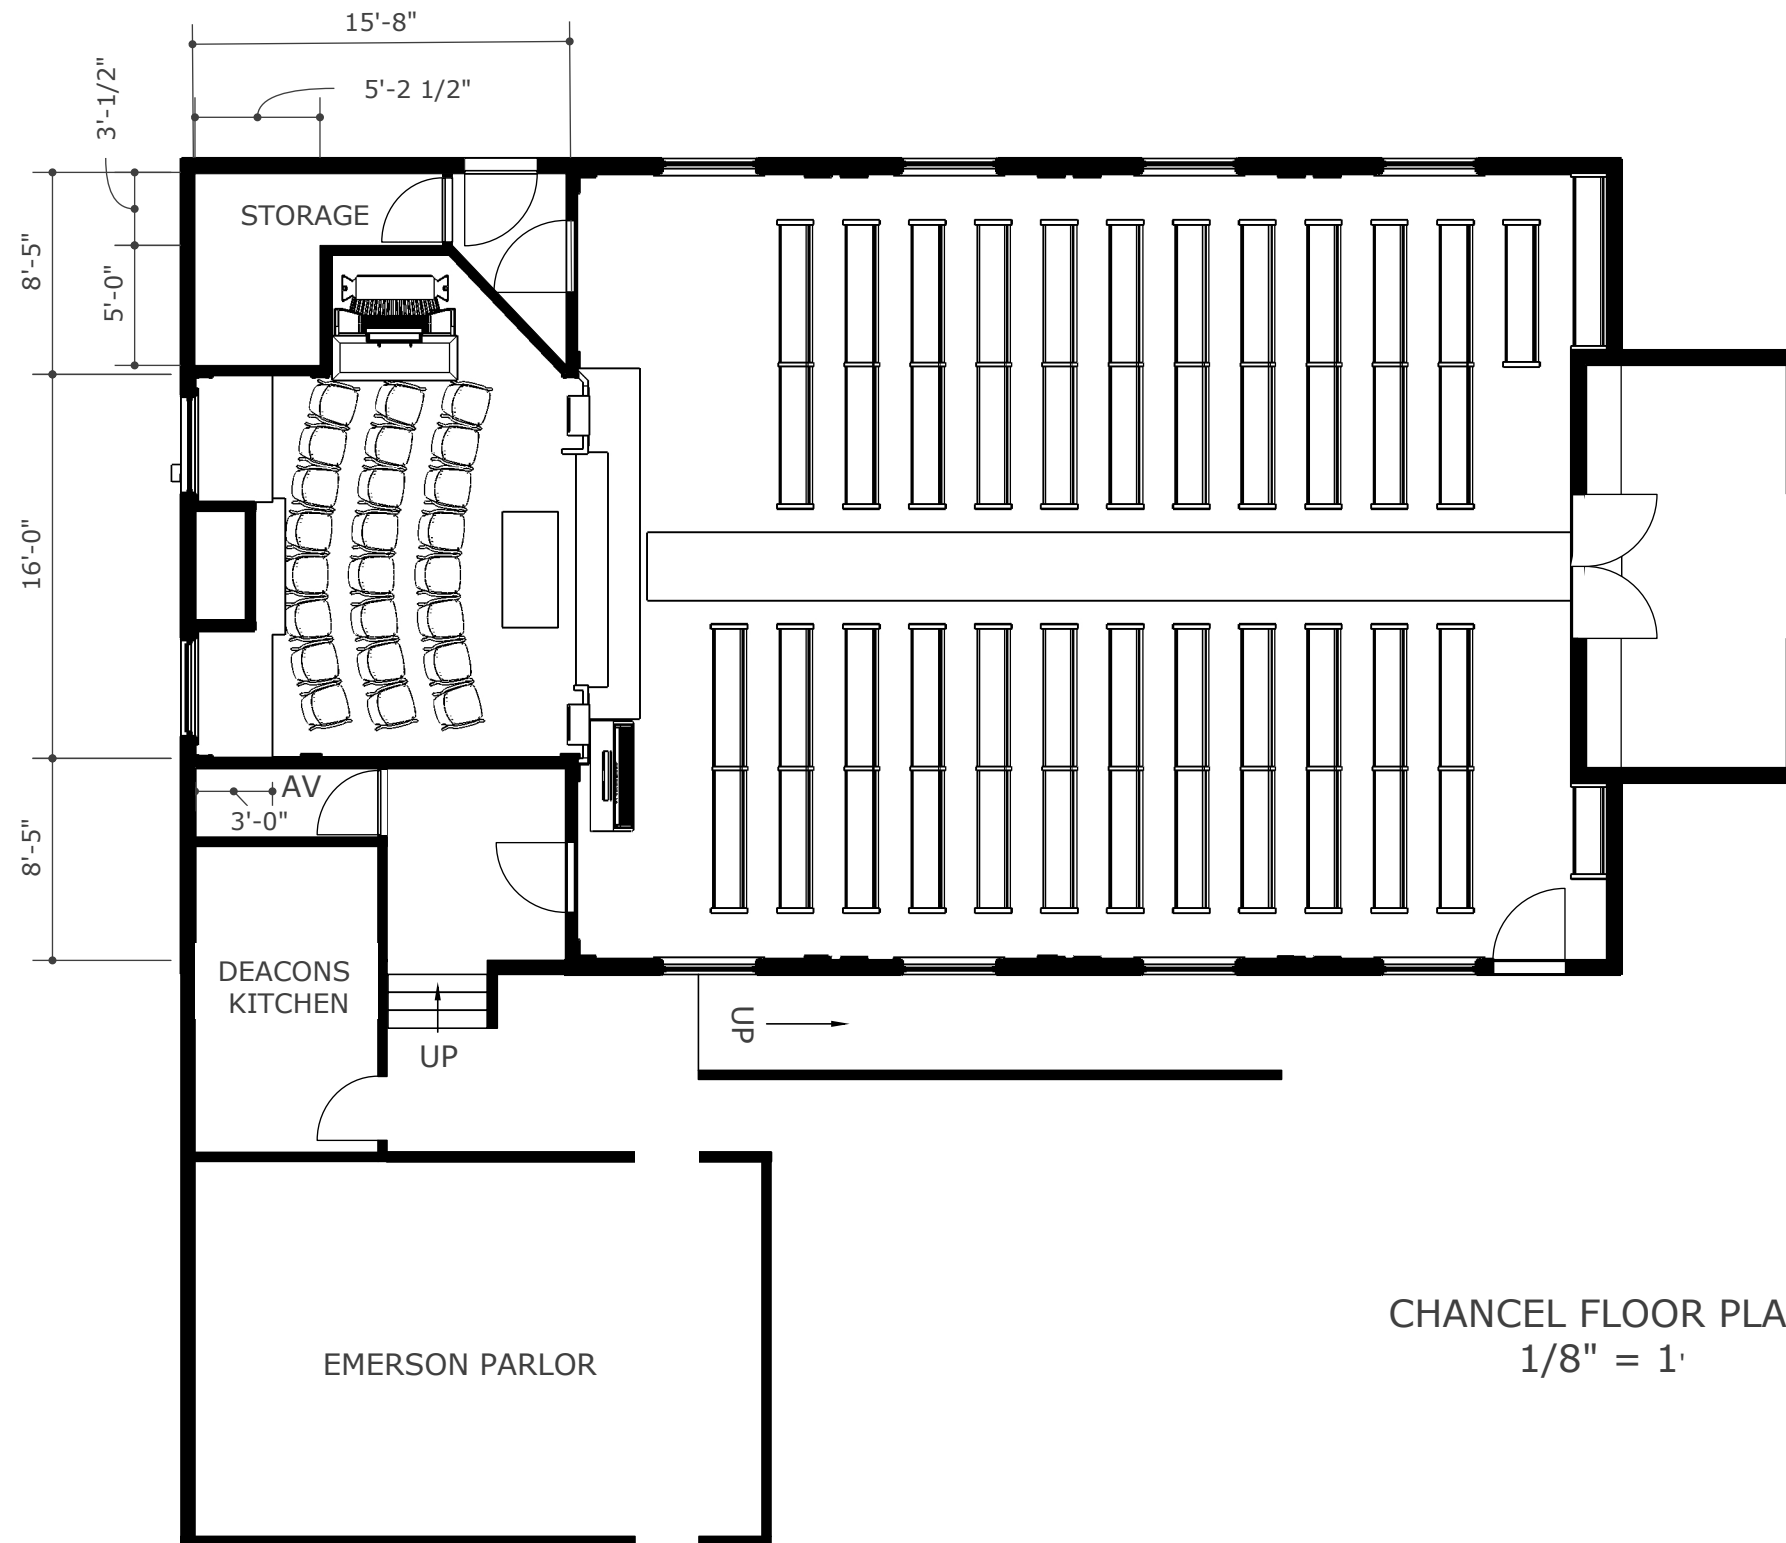 15'-8"
5'-2 1/2"
3'-1/2"
8'-5"
5'-0"
STORAGE
16'-0"
AV
3'-0"
8'-5"
DEACONS
KITCHEN
UP
UP
EMERSON PARLOR
CHANCEL FLOOR PLA
1/8" = 1'